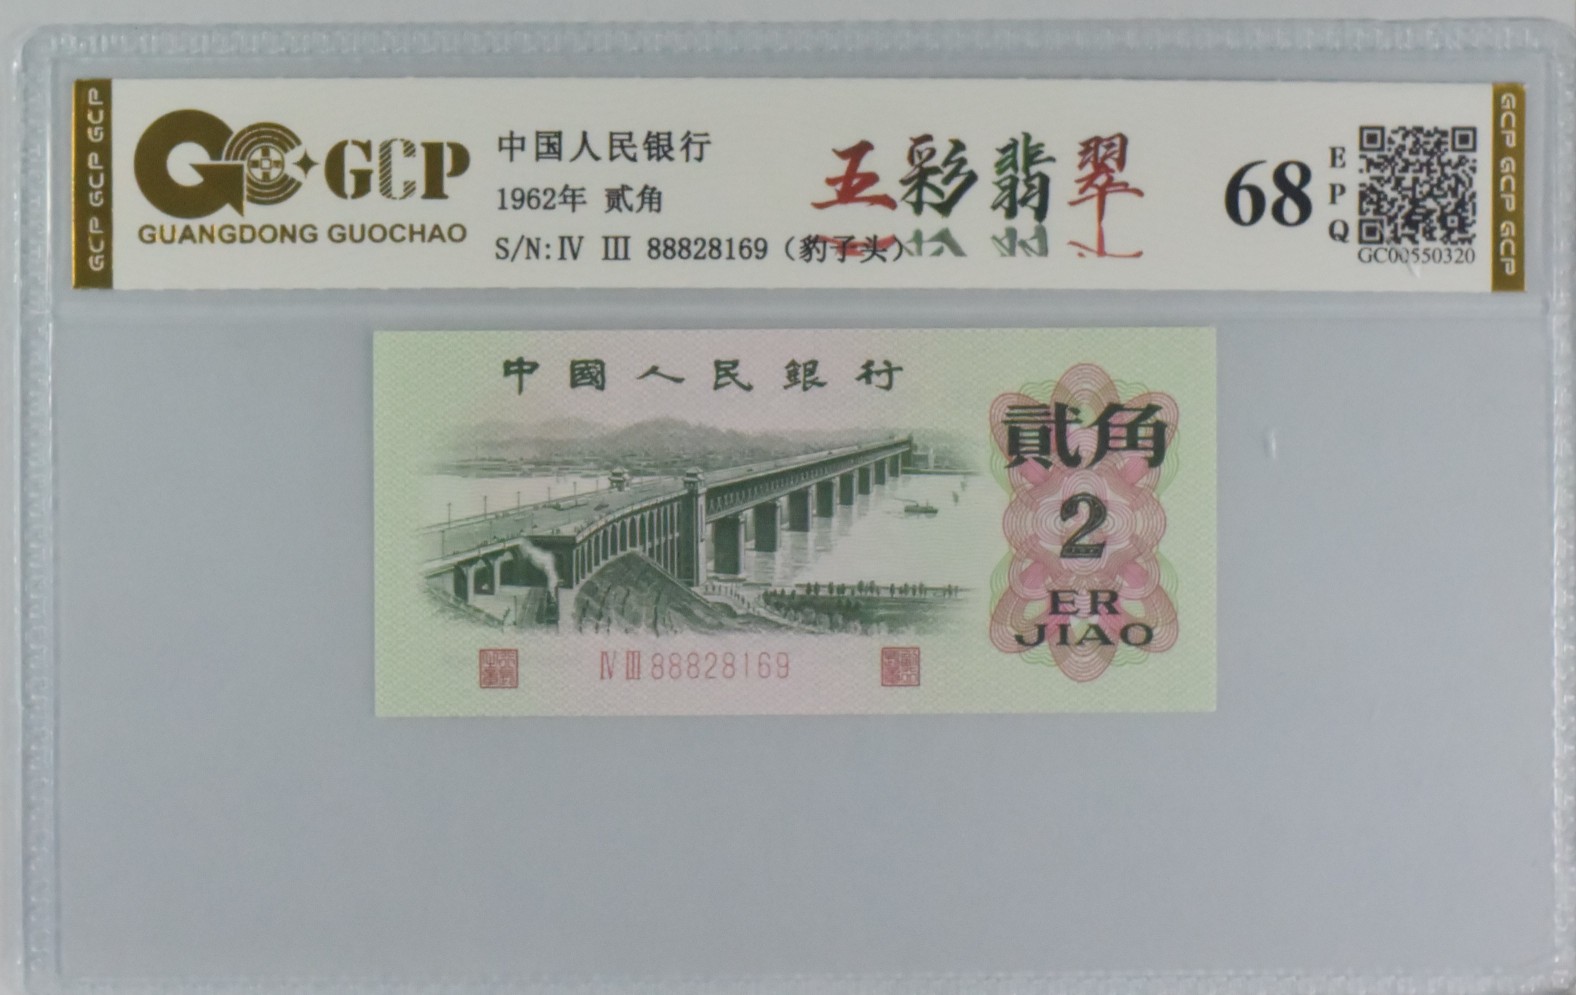 GCP GCP GCP
GCP
GUANGDONG GUOCHAO
中国人民银行
1962年 贰角
S/N:Ⅳ Ⅲ 88828169（豹子头）
五彩翡翠
68
E
P
Q
GC00550320
GCP GCP GCP
中國人民銀行
貳角
2
ER
JIAO
Ⅳ Ⅲ 88828169